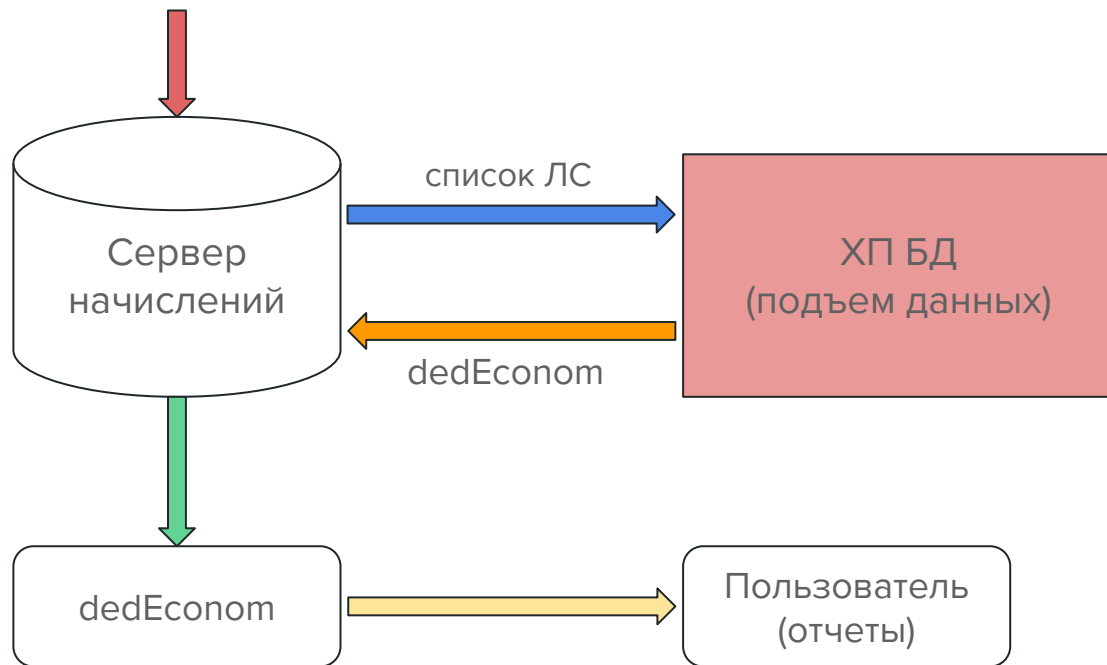 список ЛС
Сервер
начислений
ХП БД
(подъем данных)
dedEconom
dedEconom
Пользователь
(отчеты)